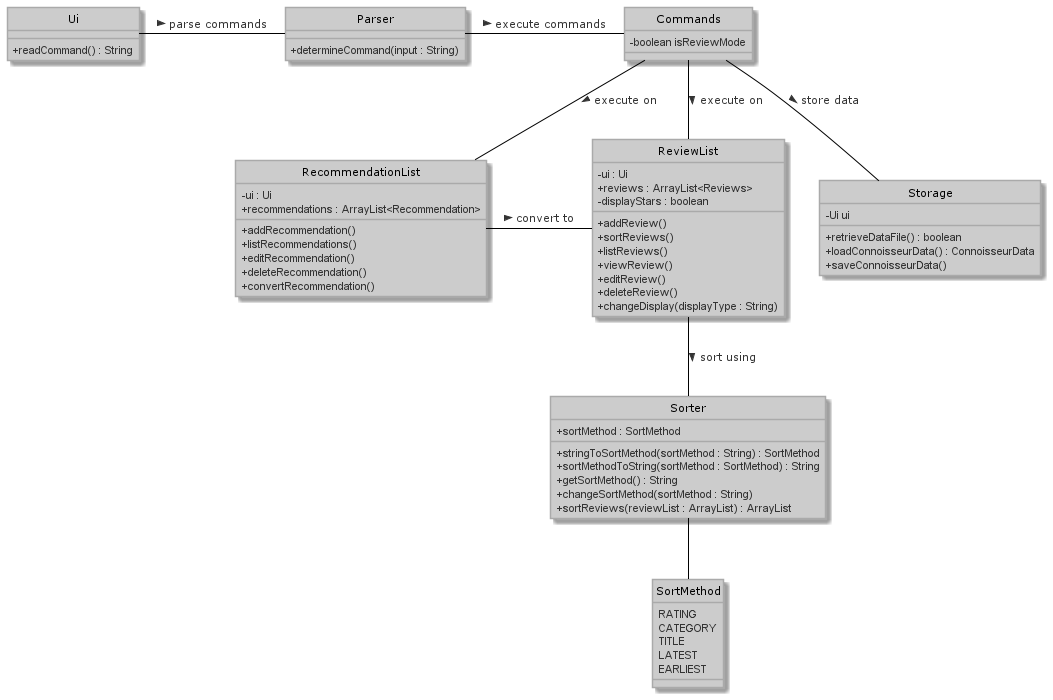 Ui
+readCommand() : String
parse commands
Parser
+determineCommand(input : String)
execute commands
Commands
-boolean isReviewMode
execute on
execute on
store data
RecommendationList
-ui : Ui
+recommendations : ArrayList<Recommendation>
+addRecommendation()
+listRecommendations()
+editRecommendation()
+deleteRecommendation()
+convertRecommendation()
convert to
ReviewList
-ui : Ui
+reviews : ArrayList<Reviews>
-displayStars : boolean
+addReview()
+sortReviews()
+listReviews()
+viewReview()
+editReview()
+deleteReview()
+changeDisplay(displayType : String)
Storage
-Ui ui
+retrieveDataFile() : boolean
+loadConnoisseurData() : ConnoisseurData
+saveConnoisseurData()
sort using
Sorter
+sortMethod : SortMethod
+stringToSortMethod(sortMethod : String) : SortMethod
+sortMethodToString(sortMethod : SortMethod) : String
+getSortMethod() : String
+changeSortMethod(sortMethod : String)
+sortReviews(reviewList : ArrayList) : ArrayList
SortMethod
RATING
CATEGORY
TITLE
LATEST
EARLIEST